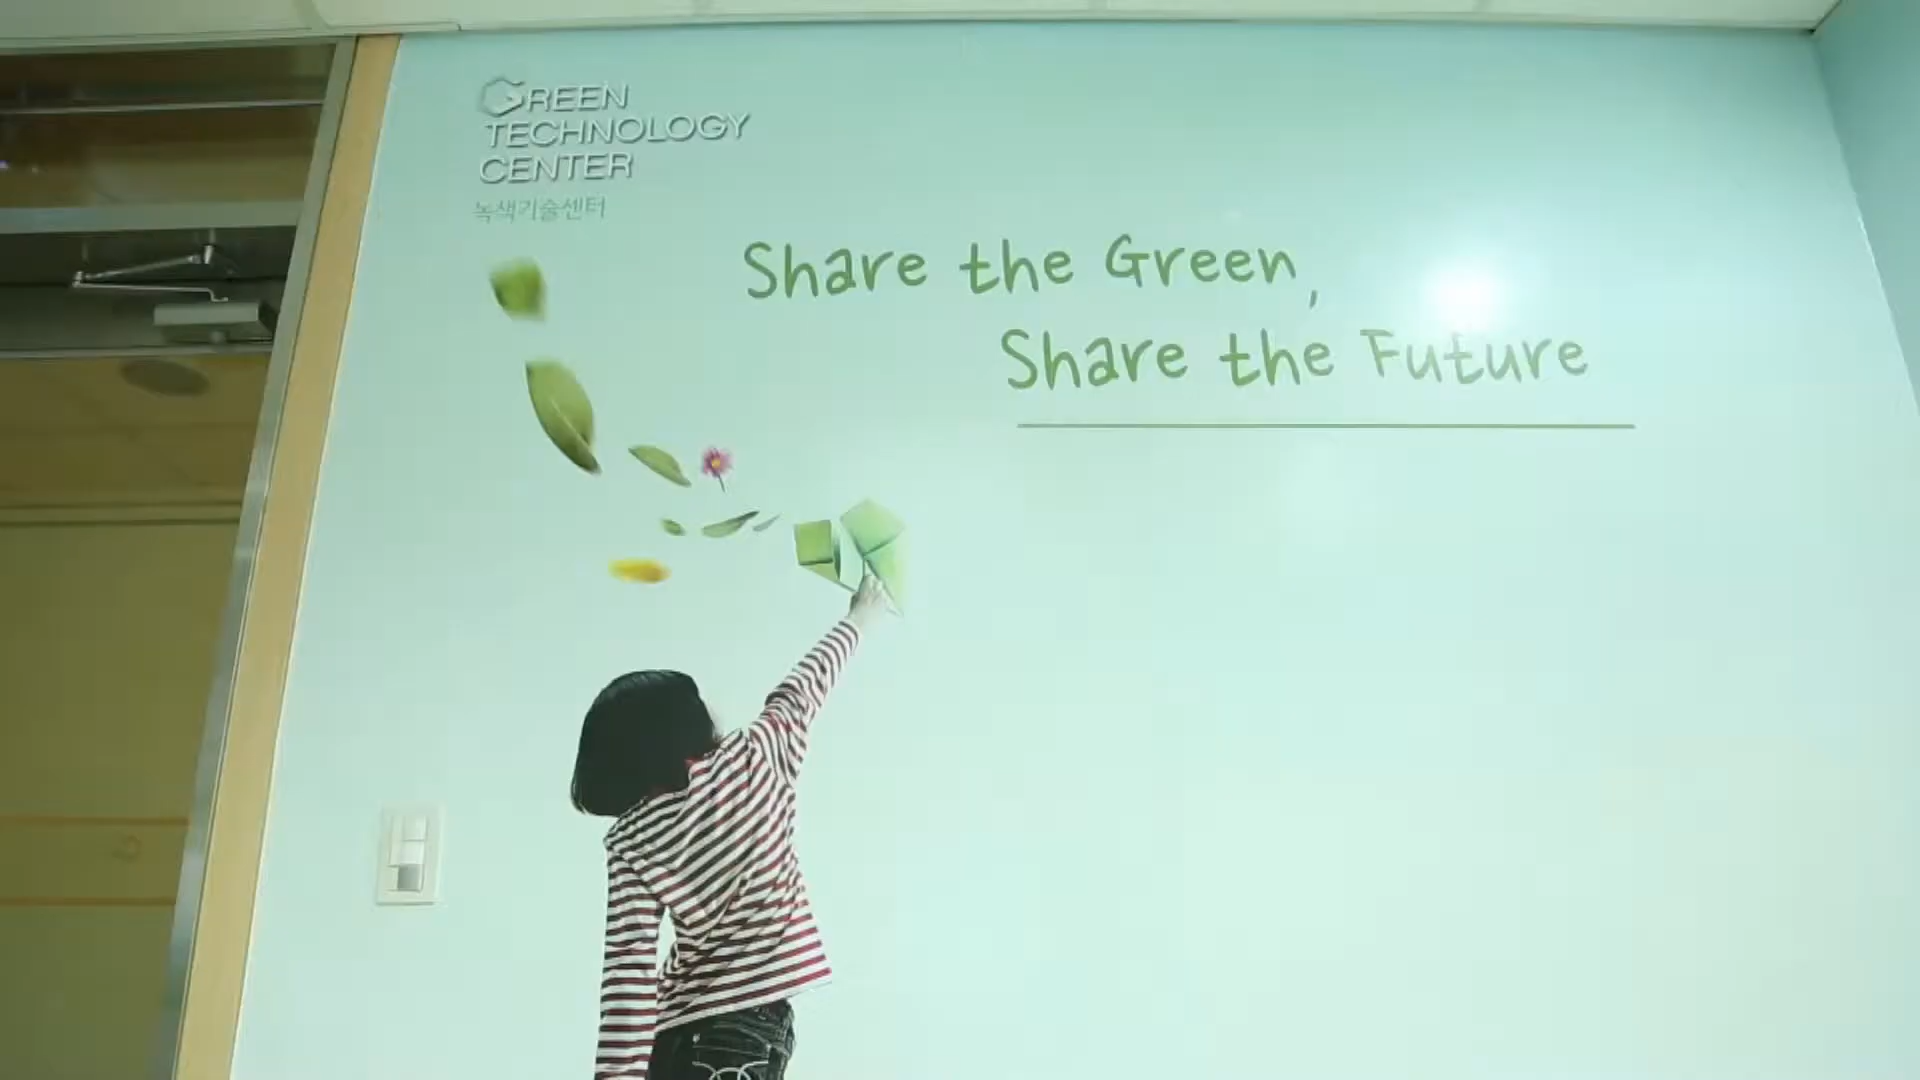 GREEN
TECHNOLOGY
CENTER
녹색기술센터
Share the Green,
Share the Future